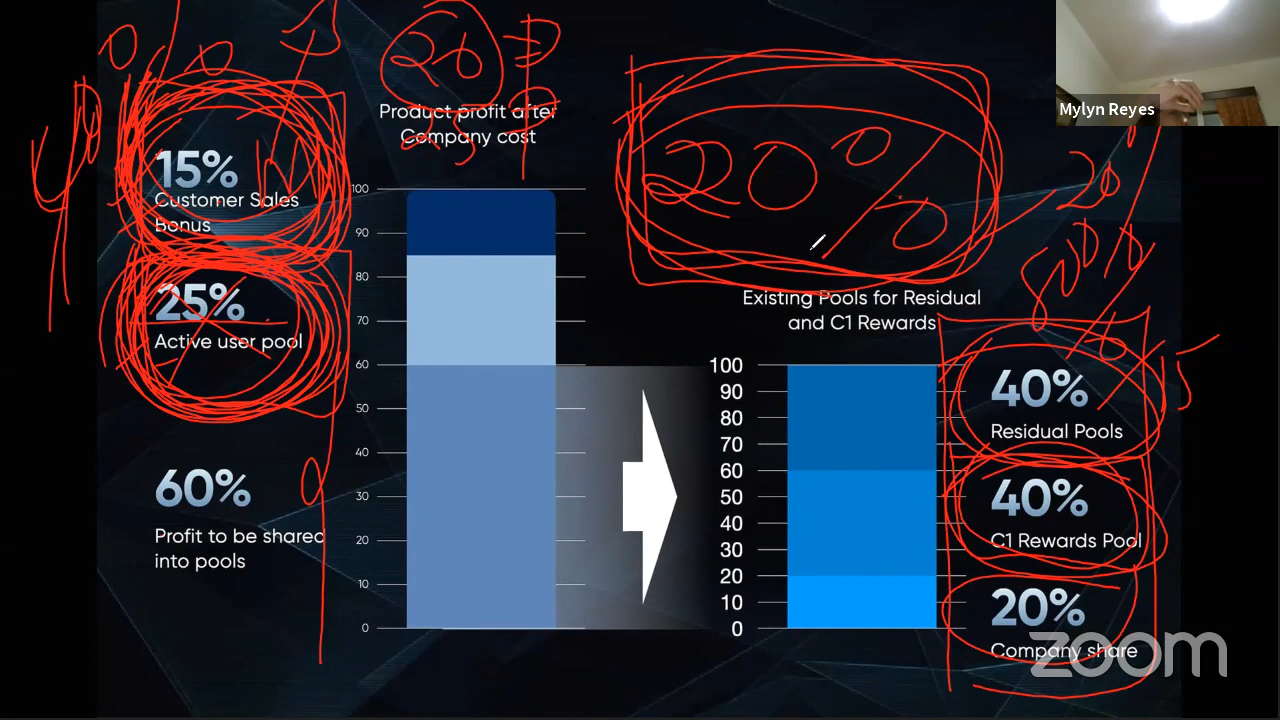 Mylyn Reyes
Product profit after
Company cost
15%
Customer Sales
Bonus
25%
Active user pool
60%
Profit to be shared
into pools
100
90
80
70
60
50
40
30
20
10
0
20%
Existing Pools for Residual
and C1 Rewards
100
90
80
70
60
50
40
30
20
10
0
40%
Residual Pools
40%
C1 Rewards Pool
20%
Company share
zoom